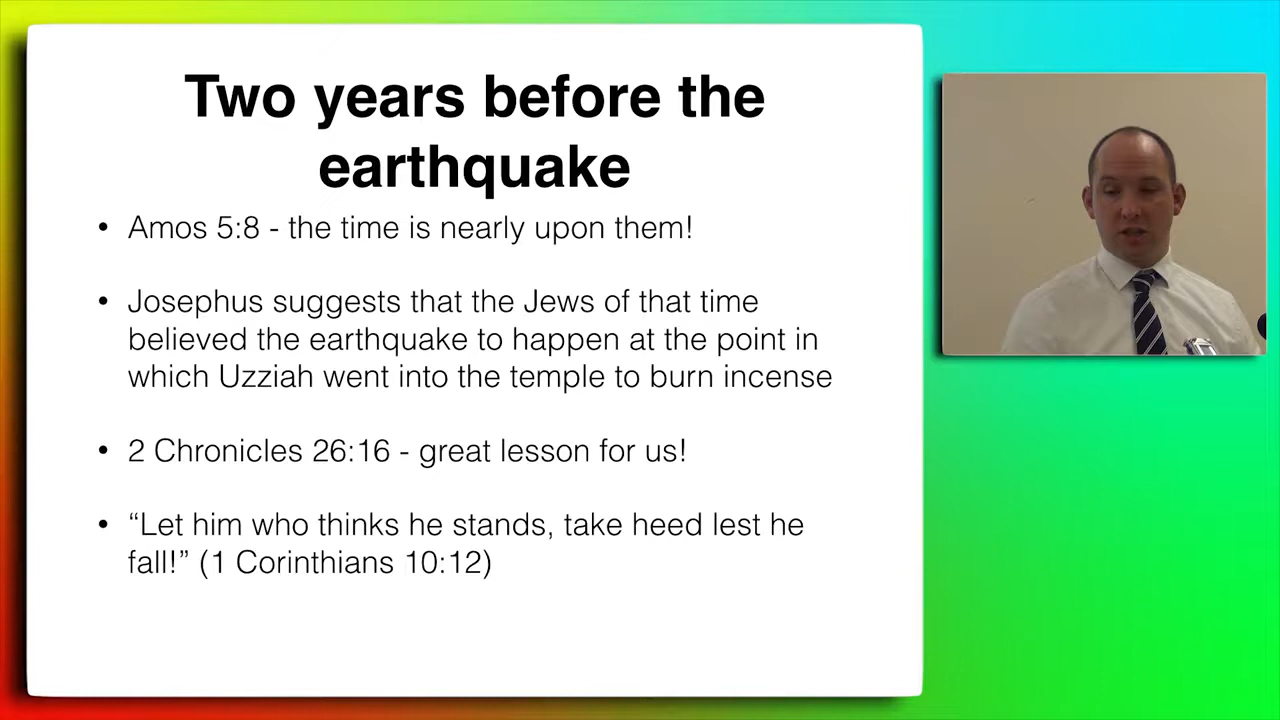 Two years before the
earthquake
• Amos 5:8 - the time is nearly upon them!
• Josephus suggests that the Jews of that time
believed the earthquake to happen at the point in
which Uzziah went into the temple to burn incense
• 2 Chronicles 26:16 - great lesson for us!
• “Let him who thinks he stands, take heed lest he
fall!” (1 Corinthians 10:12)